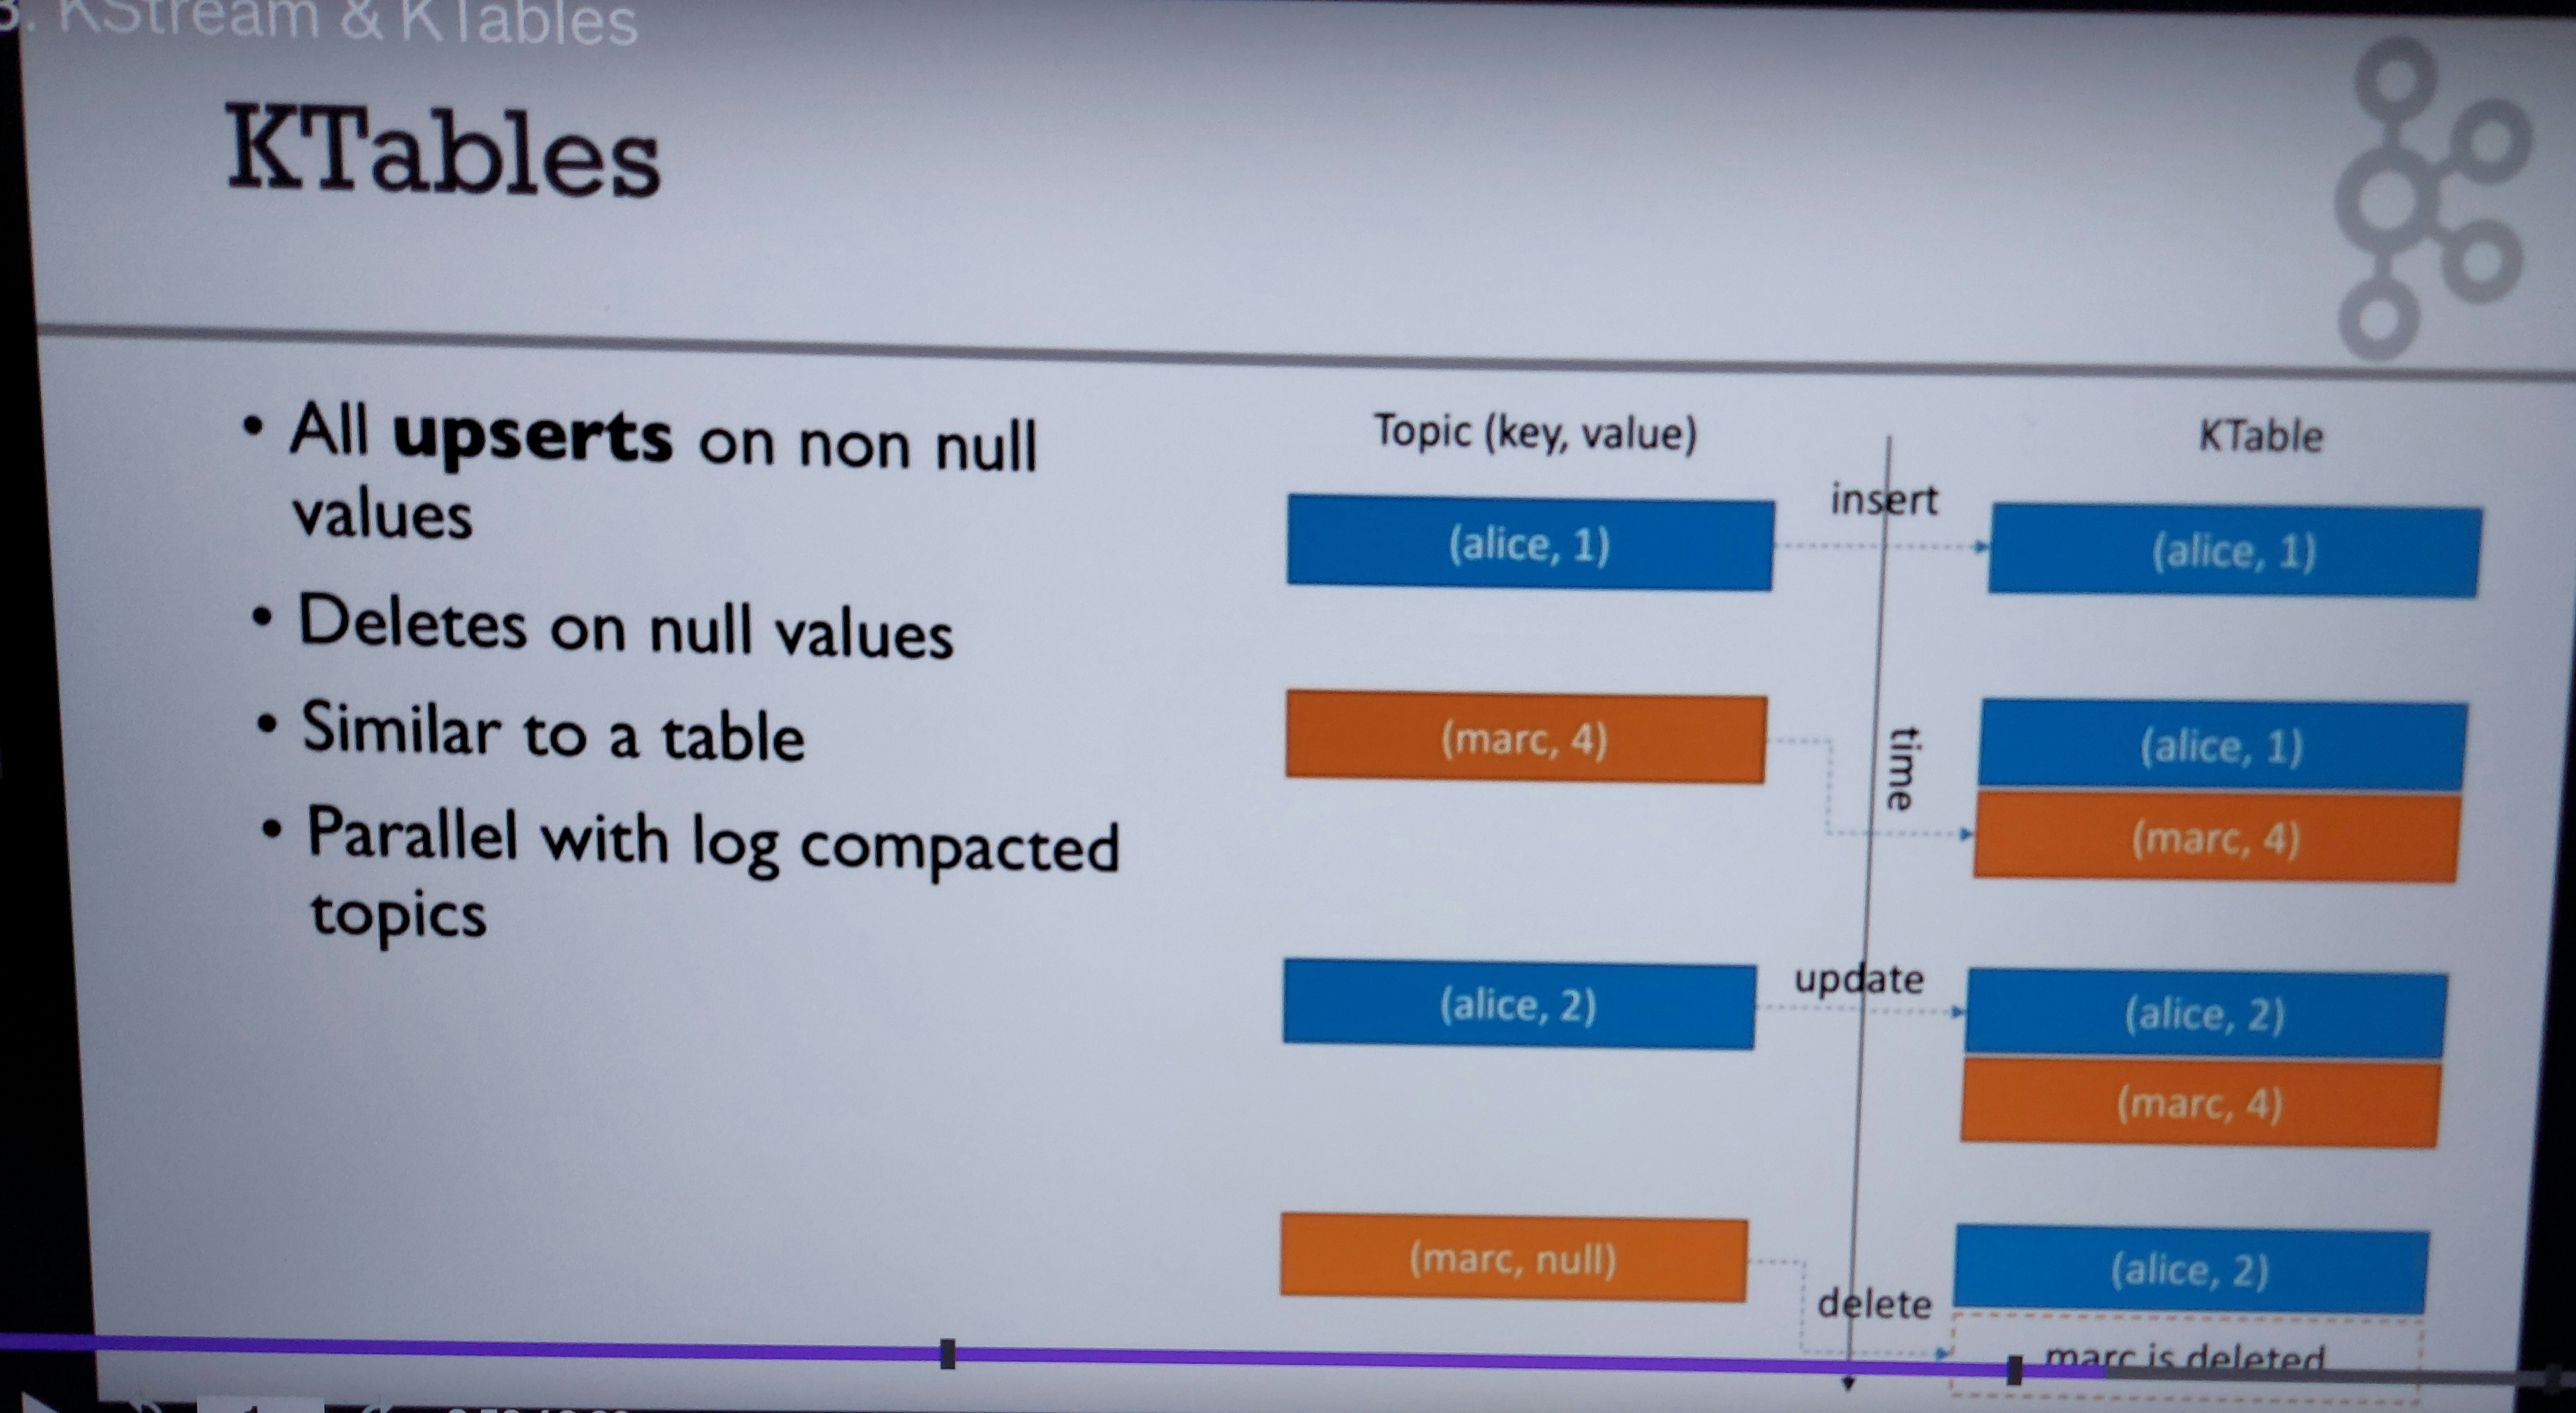 3. KStream & KTables
KTables
• All upserts on non null
values
• Deletes on null values
• Similar to a table
• Parallel with log compacted
topics
Topic (key, value)
KTable
(alice, 1)
insert
(alice, 1)
(marc, 4)
time
(alice, 1)
(marc, 4)
(alice, 2)
update
(alice, 2)
(marc, 4)
(marc, null)
delete
(alice, 2)
marc is deleted